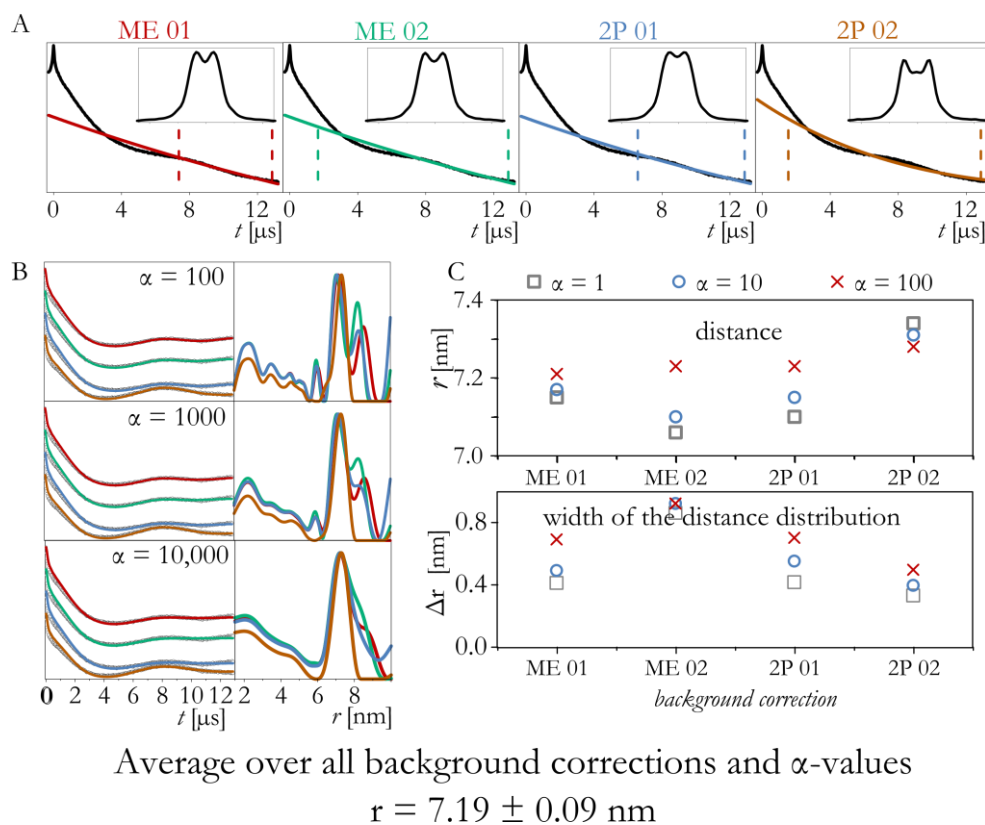 A
ME 01 ME 02 2P 01 2P 02
0 4 8 12 0 4 8 12 0 4 8 12 0 4 8 12
t [µs] t [µs] t [µs] t [µs]
B
α = 100
α = 1000
α = 10,000
0 2 4 6 8 10 12 2 4 6 8
t [µs] r [nm]
C
α = 1 α = 10 α = 100
7.4
distance
r [nm]
7.2
7.0
ME 01 ME 02 2P 01 2P 02
0.8
width of the distance distribution
Δr [nm]
0.4
0.0
ME 01 ME 02 2P 01 2P 02
background correction
Average over all background corrections and α-values
r = 7.19 ± 0.09 nm